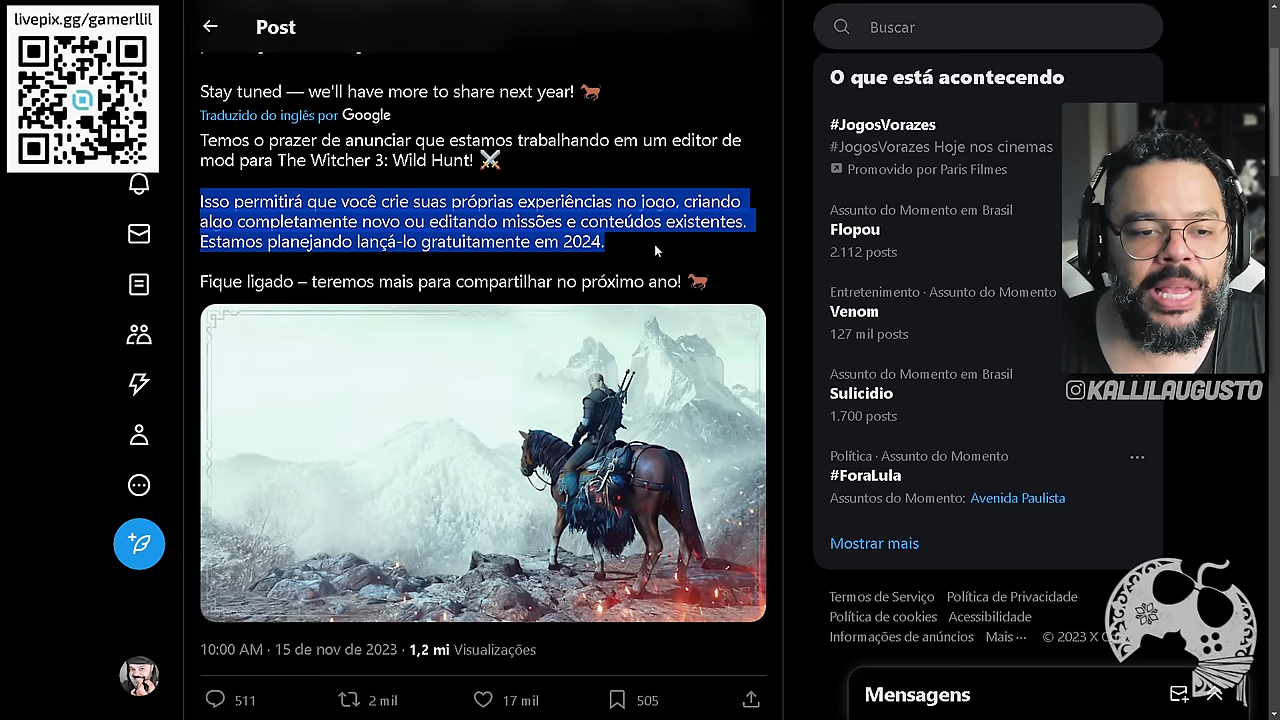 livepix.gg/gamerllil
Post
Stay tuned — we'll have more to share next year! 🐎
Traduzido do inglês por Google
Temos o prazer de anunciar que estamos trabalhando em um editor de
mod para The Witcher 3: Wild Hunt! ⚔️
Isso permitirá que você crie suas próprias experiências no jogo, criando
algo completamente novo ou editando missões e conteúdos existentes.
Estamos planejando lançá-lo gratuitamente em 2024.
Fique ligado – teremos mais para compartilhar no próximo ano! 🐎
10:00 AM · 15 de nov de 2023 · 1,2 mi Visualizações
511 2 mil 17 mil 505
Buscar
O que está acontecendo
#JogosVorazes
#JogosVorazes Hoje nos cinemas
Promovido por Paris Filmes
Assunto do Momento em Brasil
Flopou
2.112 posts
Entretenimento · Assunto do Momento
Venom
127 mil posts
Assunto do Momento em Brasil
Sulicidio
1.700 posts
Política · Assunto do Momento
#ForaLula
Assuntos do Momento: Avenida Paulista
Mostrar mais
KALLILAUGUSTO
Termos de Serviço Política de Privacidade
Política de cookies Acessibilidade
Informações de anúncios Mais ··· © 2023 X
Mensagens